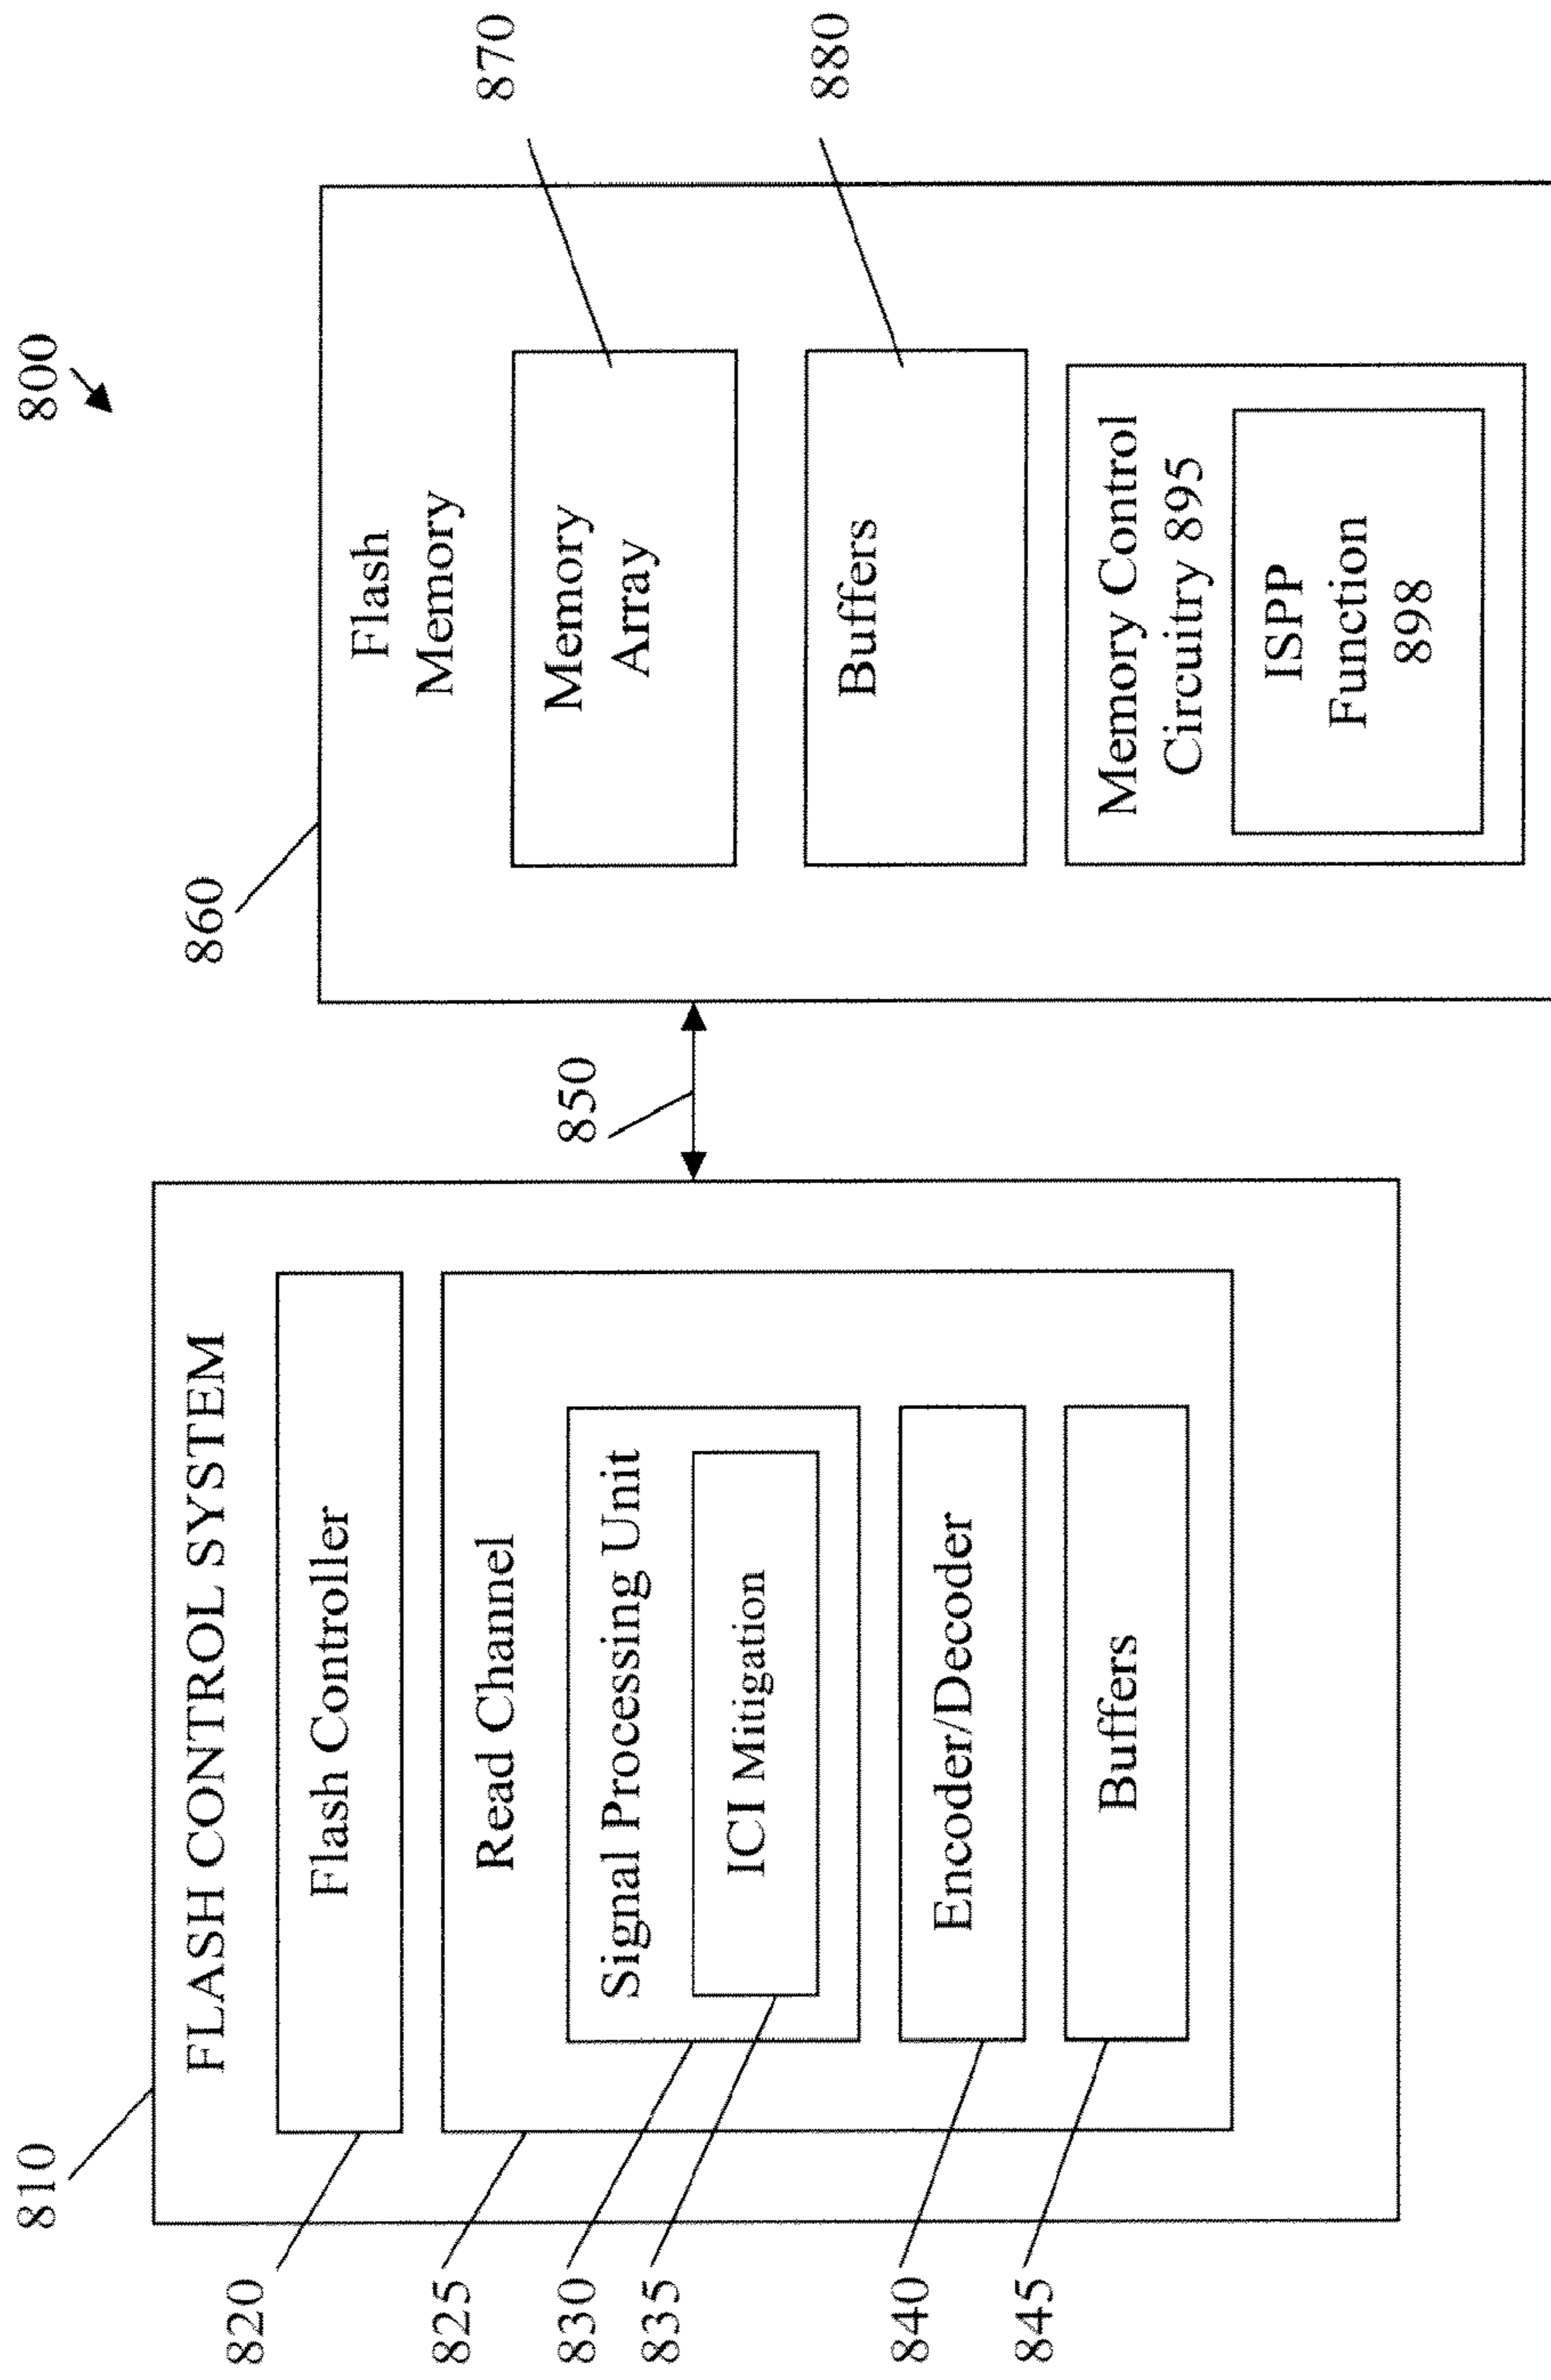 800
810
FLASH CONTROL SYSTEM
820
Flash Controller
825
Read Channel
830
Signal Processing Unit
835
ICI Mitigation
840
Encoder/Decoder
845
Buffers
850
860
Flash
Memory
870
Memory
Array
880
Buffers
Memory Control
Circuitry 895
ISPP
Function
898